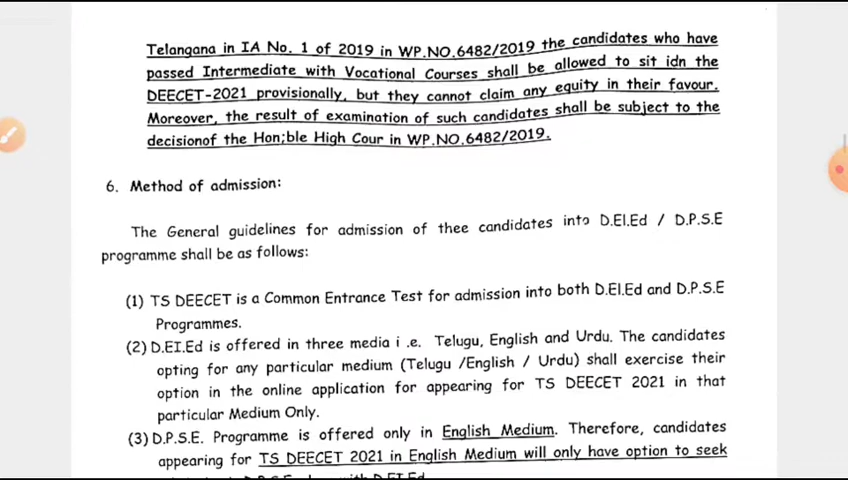 Telangana in IA No. 1 of 2019 in WP.NO.6482/2019 the candidates who have
passed Intermediate with Vocational Courses shall be allowed to sit idn the
DEECET-2021 provisionally, but they cannot claim any equity in their favour.
Moreover, the result of examination of such candidates shall be subject to the
decisionof the Hon;ble High Cour in WP.NO.6482/2019.
6. Method of admission:
The General guidelines for admission of thee candidates into D.El.Ed / D.P.S.E
programme shall be as follows:
(1) TS DEECET is a Common Entrance Test for admission into both D.El.Ed and D.P.S.E
Programmes.
(2) D.EI.Ed is offered in three media i .e. Telugu, English and Urdu. The candidates
opting for any particular medium (Telugu /English / Urdu) shall exercise their
option in the online application for appearing for TS DEECET 2021 in that
particular Medium Only.
(3) D.P.S.E. Programme is offered only in English Medium. Therefore, candidates
appearing for TS DEECET 2021 in English Medium will only have option to seek